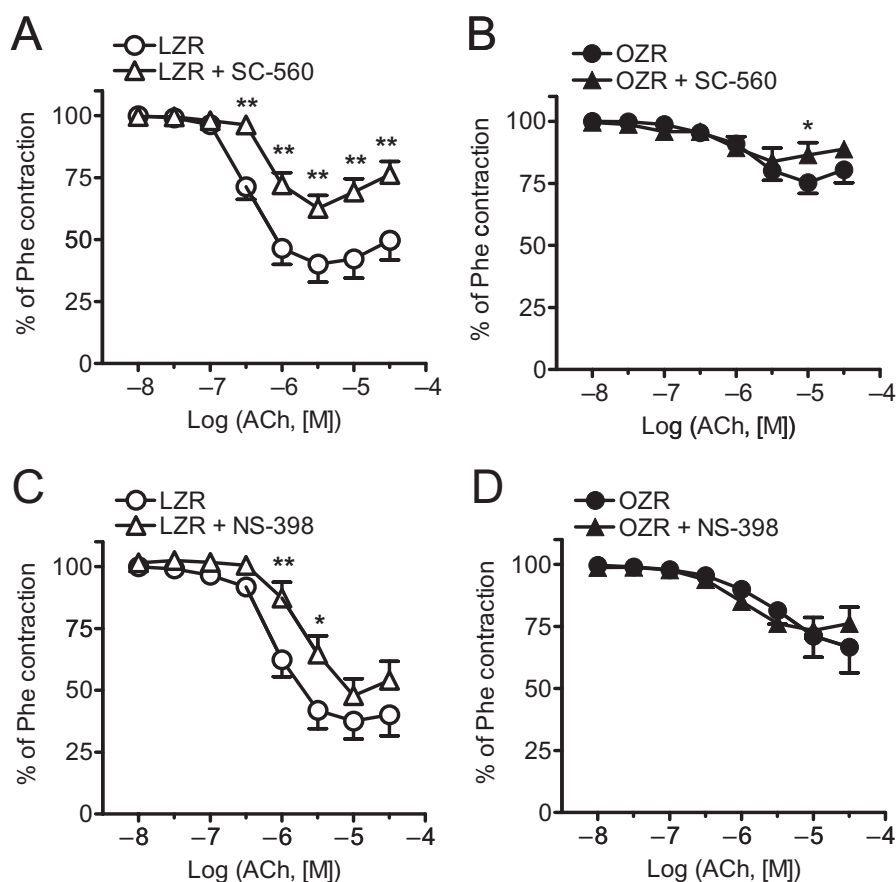 A
LZR
LZR + SC-560
% of Phe contraction
100
75
50
25
0
** ** ** ** **
–8 –7 –6 –5 –4
Log (ACh, [M])
B
OZR
OZR + SC-560
% of Phe contraction
100
75
50
25
0
*
–8 –7 –6 –5 –4
Log (ACh, [M])
C
LZR
LZR + NS-398
% of Phe contraction
100
75
50
25
0
** *
–8 –7 –6 –5 –4
Log (ACh, [M])
D
OZR
OZR + NS-398
% of Phe contraction
100
75
50
25
0
–8 –7 –6 –5 –4
Log (ACh, [M])